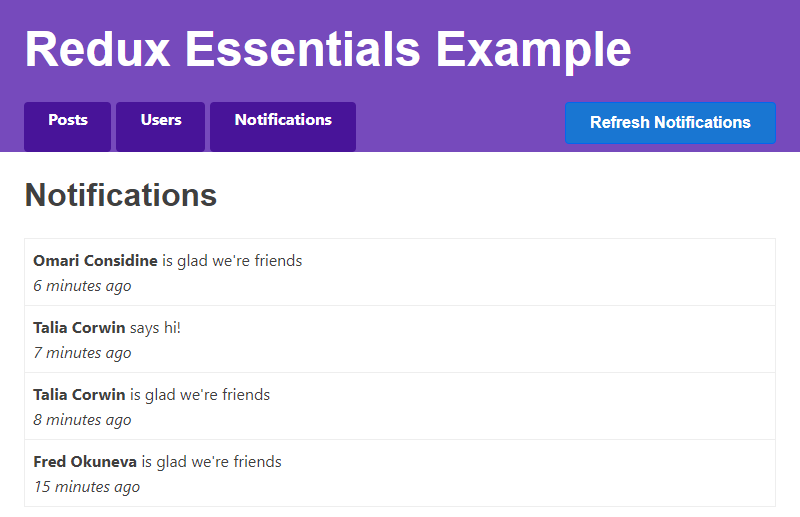 Redux Essentials Example
Posts Users Notifications Refresh Notifications
Notifications
Omari Considine is glad we're friends
6 minutes ago
Talia Corwin says hi!
7 minutes ago
Talia Corwin is glad we're friends
8 minutes ago
Fred Okuneva is glad we're friends
15 minutes ago